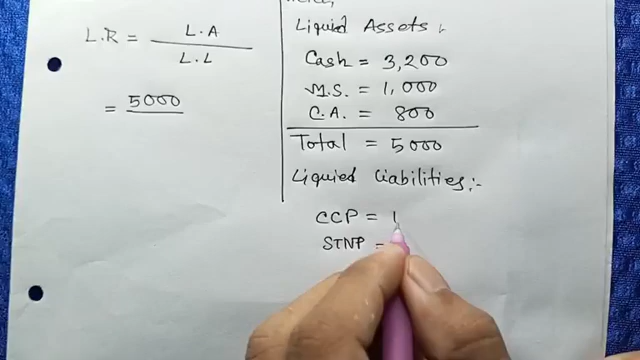 L.R = L.A
L.L
= 5000
Liquid Assets :
Cash = 3,200
M.S. = 1,000
C.A. = 800
Total = 5000
Liquied Liabilities :-
CCP = 1
STNP =